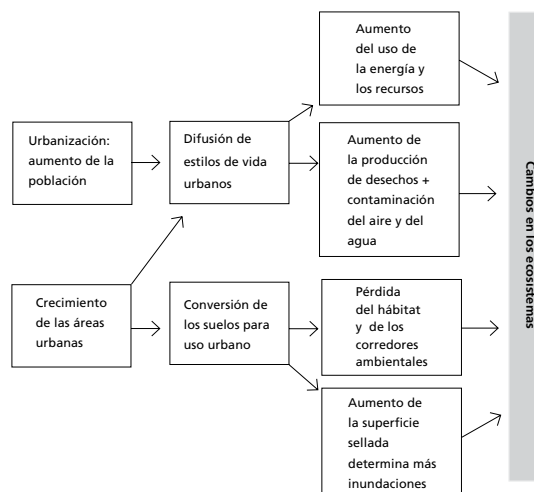 Aumento
del uso de
la energía y
los recursos
Urbanización:
aumento de la
población
Difusión de
estilos de vida
urbanos
Aumento de
la producción
de desechos +
contaminación
del aire y del
agua
Crecimiento
de las áreas
urbanas
Conversión de
los suelos para
uso urbano
Pérdida
del hábitat
y de los
corredores
ambientales
Aumento de
la superficie
sellada
determina más
inundaciones
Cambios en los ecosistemas